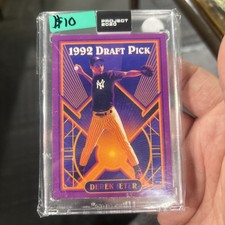 $10
PROJECT
2020
1992 DRAFT PICK
DEREK JETER